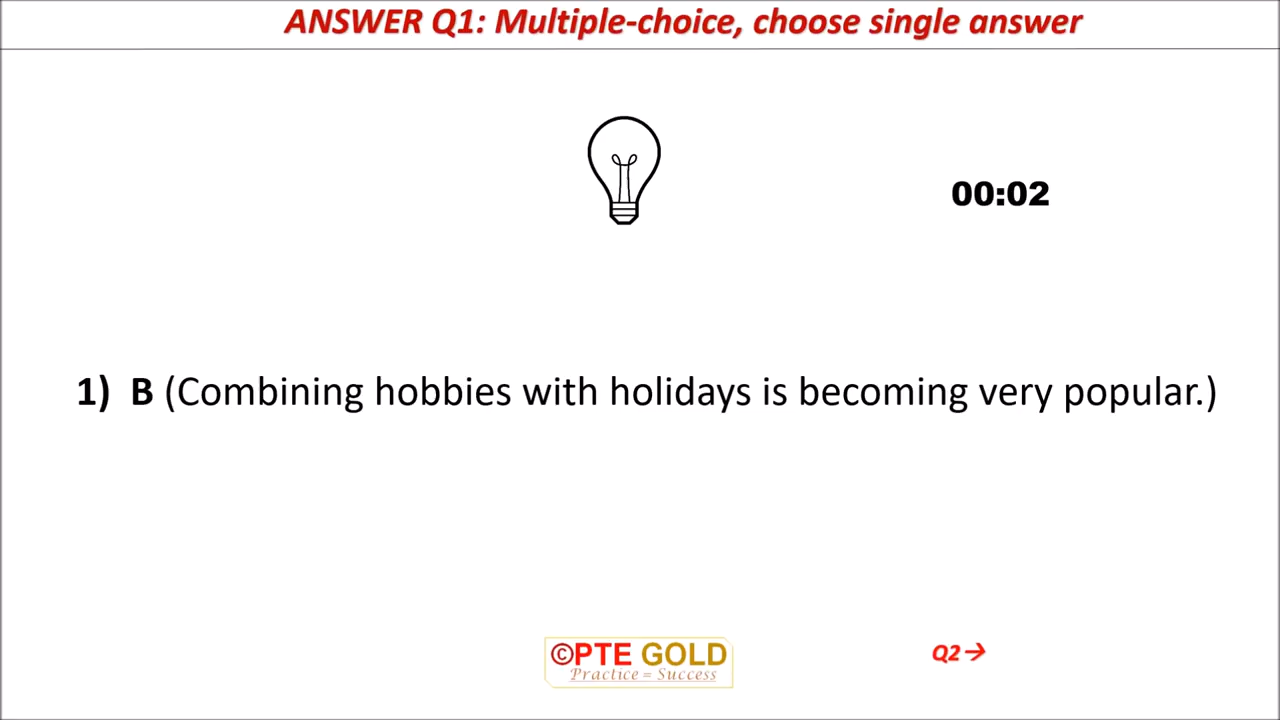 ANSWER Q1: Multiple-choice, choose single answer
00:02
1) B (Combining hobbies with holidays is becoming very popular.)
©PTE GOLD
Practice = Success
Q2→